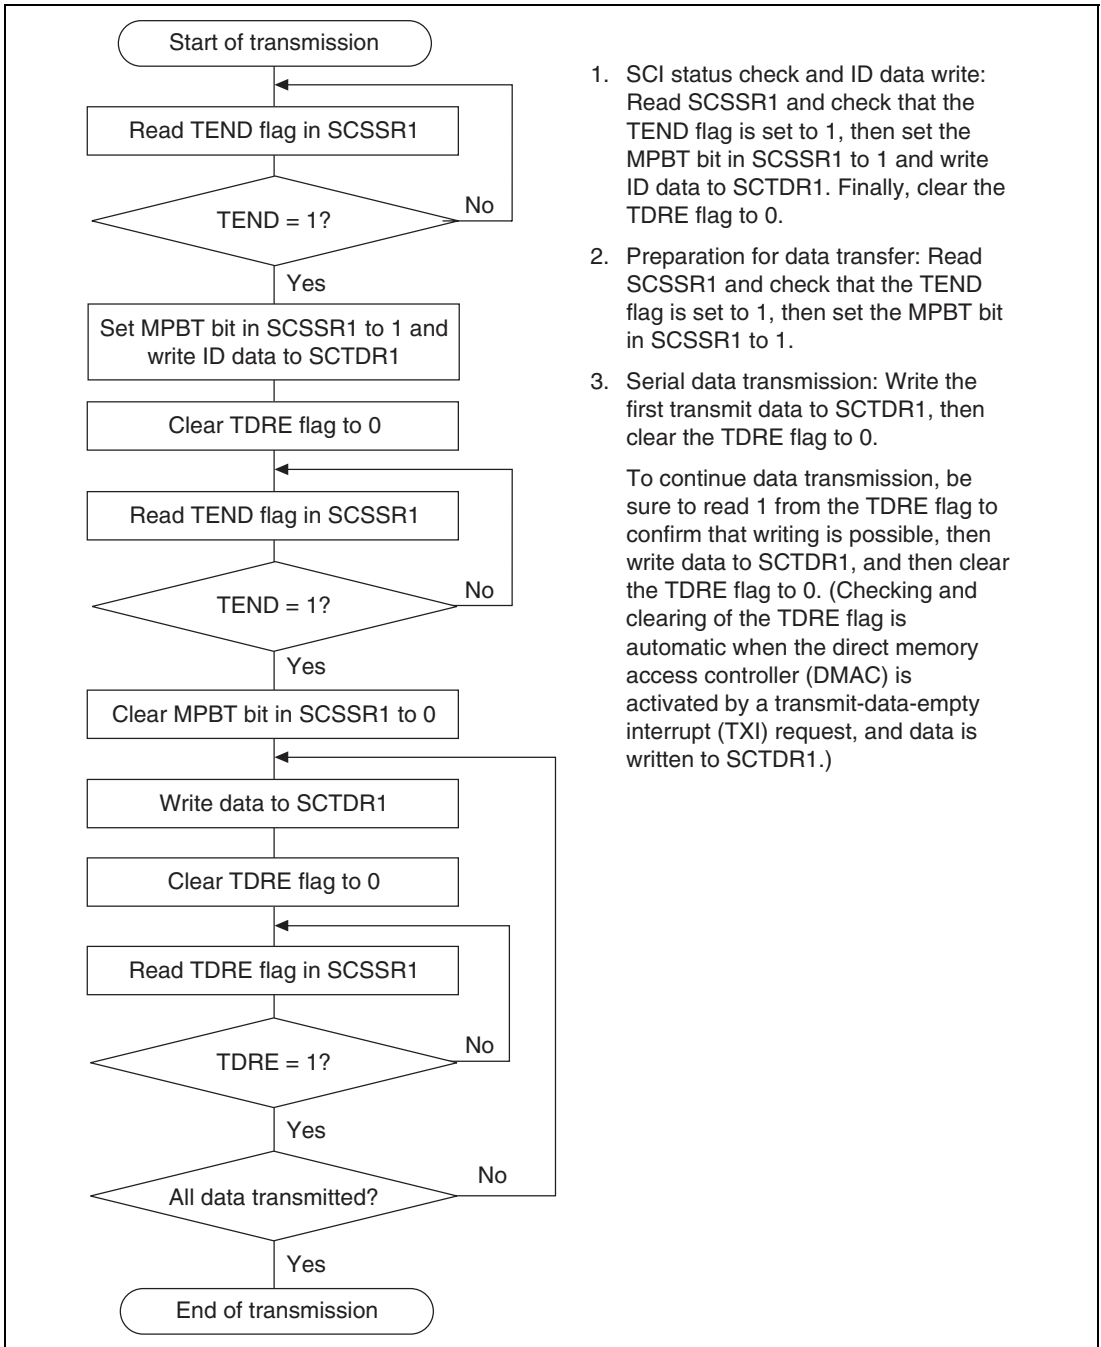 Start of transmission
Read TEND flag in SCSSR1
TEND = 1?
No
Yes
Set MPBT bit in SCSSR1 to 1 and
write ID data to SCTDR1
Clear TDRE flag to 0
Read TEND flag in SCSSR1
TEND = 1?
No
Yes
Clear MPBT bit in SCSSR1 to 0
Write data to SCTDR1
Clear TDRE flag to 0
Read TDRE flag in SCSSR1
TDRE = 1?
No
Yes
All data transmitted?
No
Yes
End of transmission
1. SCI status check and ID data write:
Read SCSSR1 and check that the
TEND flag is set to 1, then set the
MPBT bit in SCSSR1 to 1 and write
ID data to SCTDR1. Finally, clear the
TDRE flag to 0.
2. Preparation for data transfer: Read
SCSSR1 and check that the TEND
flag is set to 1, then set the MPBT bit
in SCSSR1 to 1.
3. Serial data transmission: Write the
first transmit data to SCTDR1, then
clear the TDRE flag to 0.
To continue data transmission, be
sure to read 1 from the TDRE flag to
confirm that writing is possible, then
write data to SCTDR1, and then clear
the TDRE flag to 0. (Checking and
clearing of the TDRE flag is
automatic when the direct memory
access controller (DMAC) is
activated by a transmit-data-empty
interrupt (TXI) request, and data is
written to SCTDR1.)